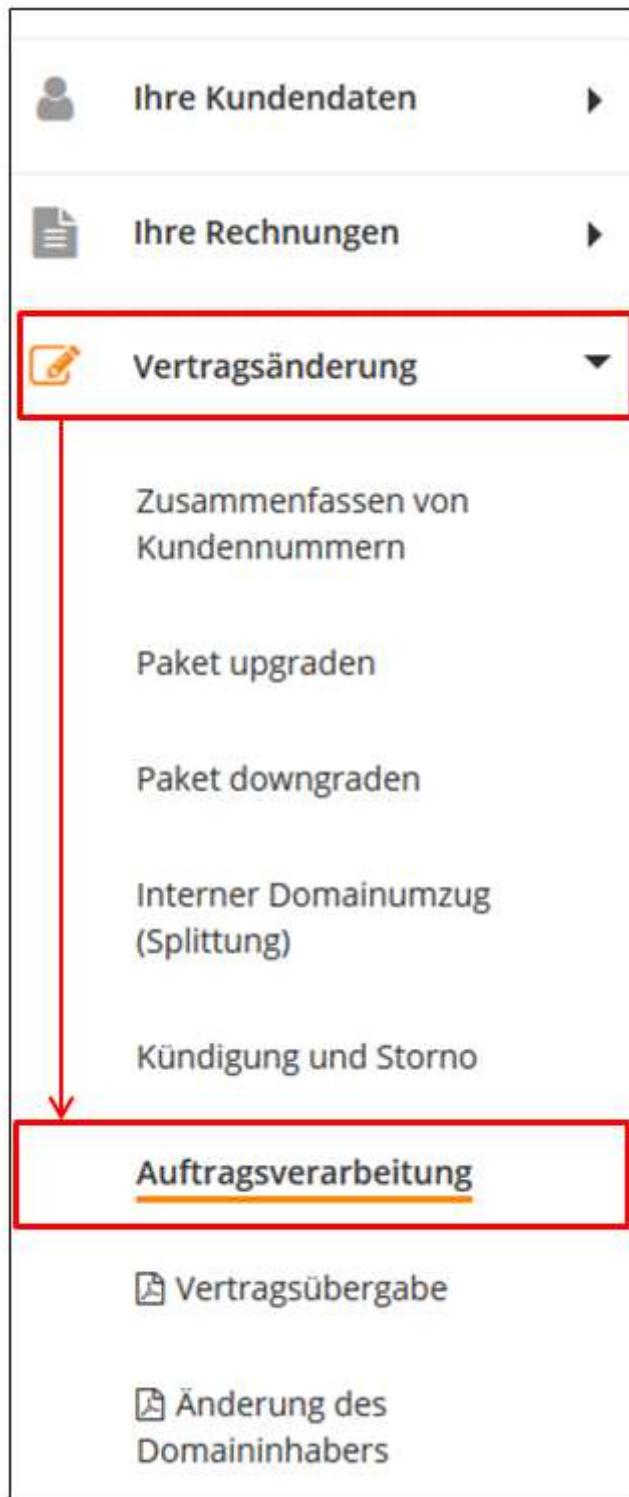 Ihre Kundendaten
Ihre Rechnungen
Vertragsänderung
Zusammenfassen von
Kundennummern
Paket upgraden
Paket downgraden
Interner Domainumzug
(Splittung)
Kündigung und Storno
Auftragsverarbeitung
Vertragsübergabe
Änderung des
Domaininhabers